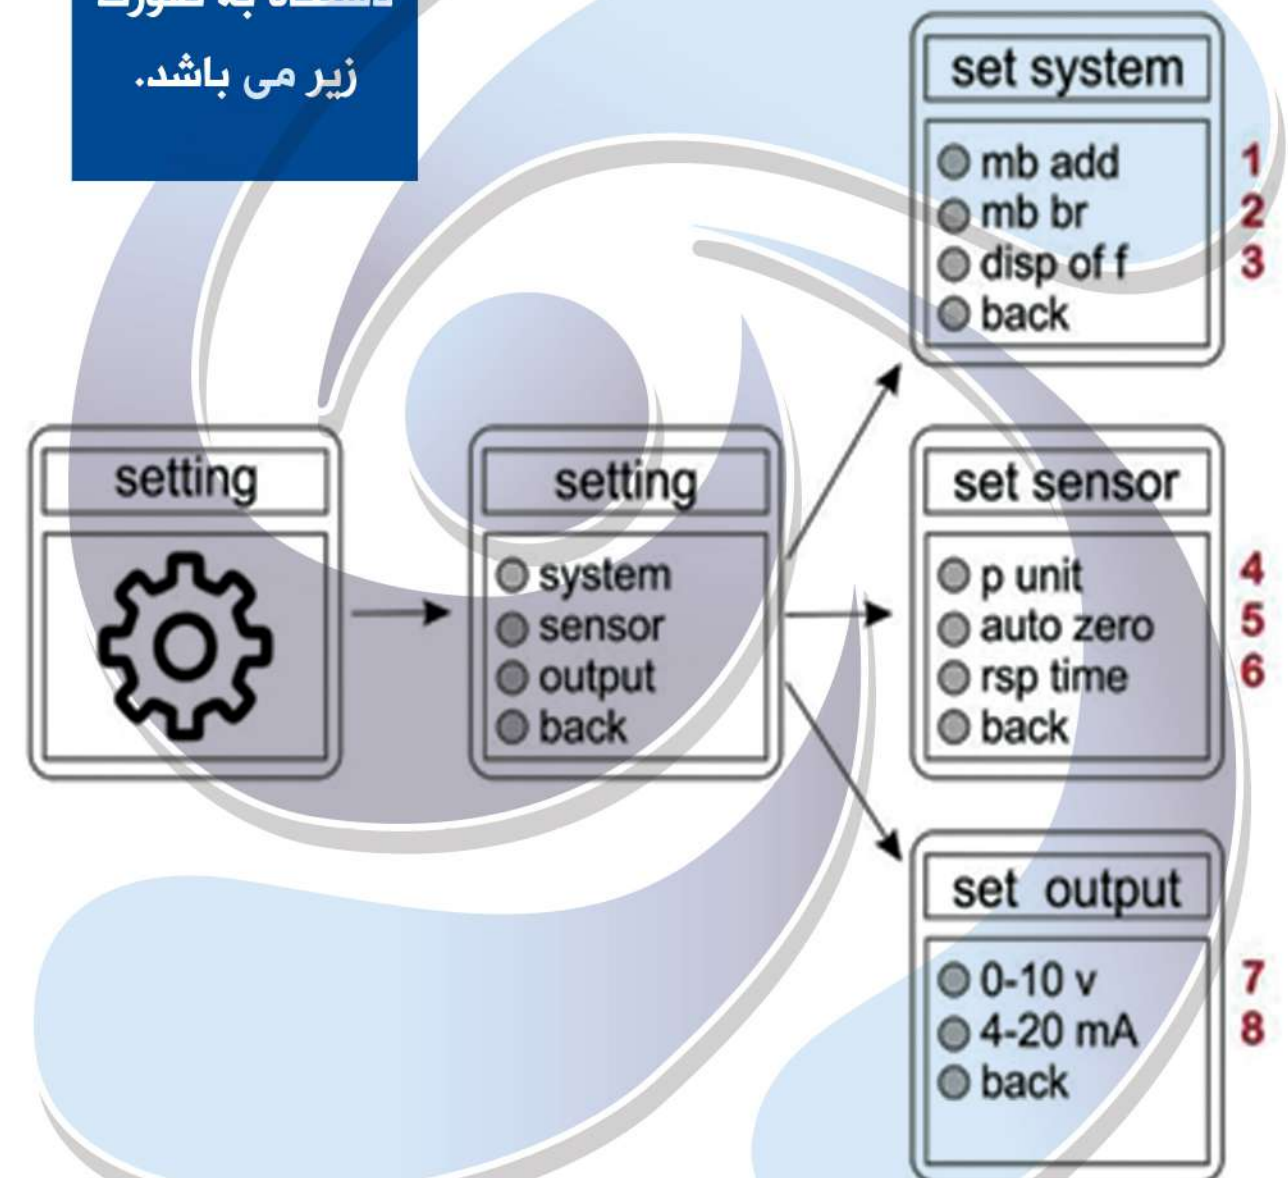 زیر می باشد.
set system
mb add 1
mb br 2
disp of f 3
back
setting
setting
system
sensor
output
back
set sensor
p unit 4
auto zero 5
rsp time 6
back
set output
0-10 v 7
4-20 mA 8
back